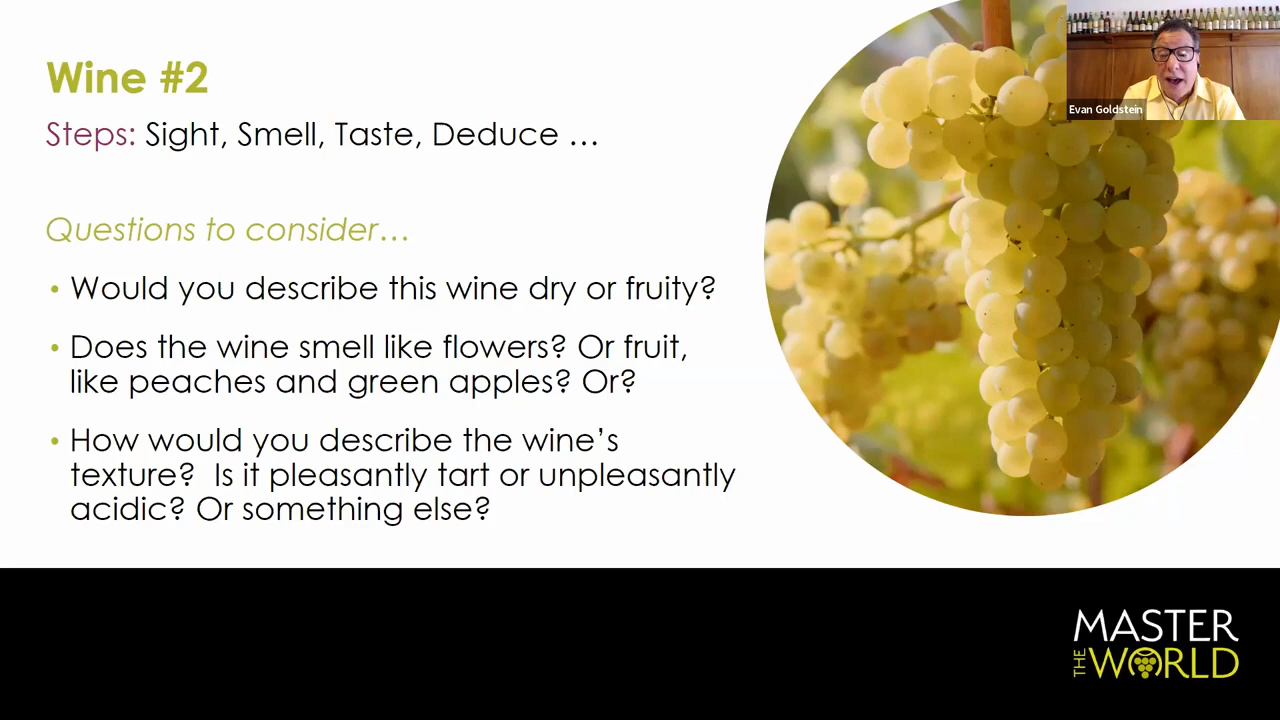 Wine #2
Steps: Sight, Smell, Taste, Deduce …
Questions to consider…
• Would you describe this wine dry or fruity?
• Does the wine smell like flowers? Or fruit,
like peaches and green apples? Or?
• How would you describe the wine’s
texture?  Is it pleasantly tart or unpleasantly
acidic? Or something else?
Evan Goldstein
MASTER
THE WORLD